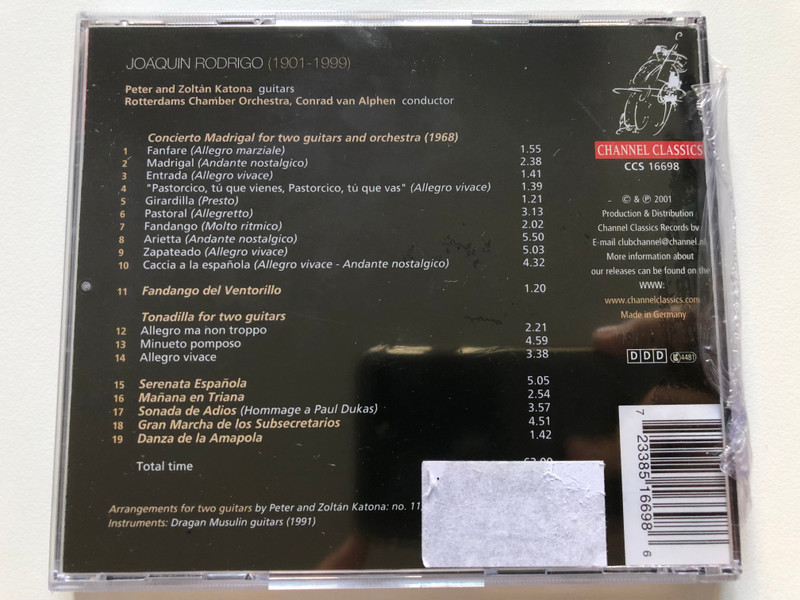 JOAQUIN RODRIGO (1901-1999)
Peter and Zoltán Katona guitars
Rotterdams Chamber Orchestra, Conrad van Alphen conductor
Concierto Madrigal for two guitars and orchestra (1968)
1 Fanfare (Allegro marziale) 1.55
2 Madrigal (Andante nostalgico) 2.38
3 Entrada (Allegro vivace) 1.41
4 "Pastorcico, tú que vienes, Pastorcico, tú que vas" (Allegro vivace) 1.39
5 Girardilla (Presto) 1.21
6 Pastoral (Allegretto) 3.13
7 Fandango (Molto ritmico) 2.02
8 Arietta (Andante nostalgico) 5.50
9 Zapateado (Allegro vivace) 5.03
10 Caccia a la española (Allegro vivace - Andante nostalgico) 4.32
11 Fandango del Ventorillo 1.20
Tonadilla for two guitars
12 Allegro ma non troppo 2.21
13 Minueto pomposo 4.59
14 Allegro vivace 3.38
15 Serenata Española 5.05
16 Mañana en Triana 2.54
17 Sonada de Adios (Hommage a Paul Dukas) 3.57
18 Gran Marcha de los Subsecretarios 4.51
19 Danza de la Amapola 1.42
Total time
Arrangements for two guitars by Peter and Zoltán Katona: no. 11,
Instruments: Dragan Musulin guitars (1991)
CHANNEL CLASSICS
CCS 16698
© & ℗ 2001
Production & Distribution
Channel Classics Records bv
E-mail clubchannel@channel.nl
More information about
our releases can be found on the
WWW:
www.channelclassics.com
Made in Germany
DDD
4481
7 23385 16698 6